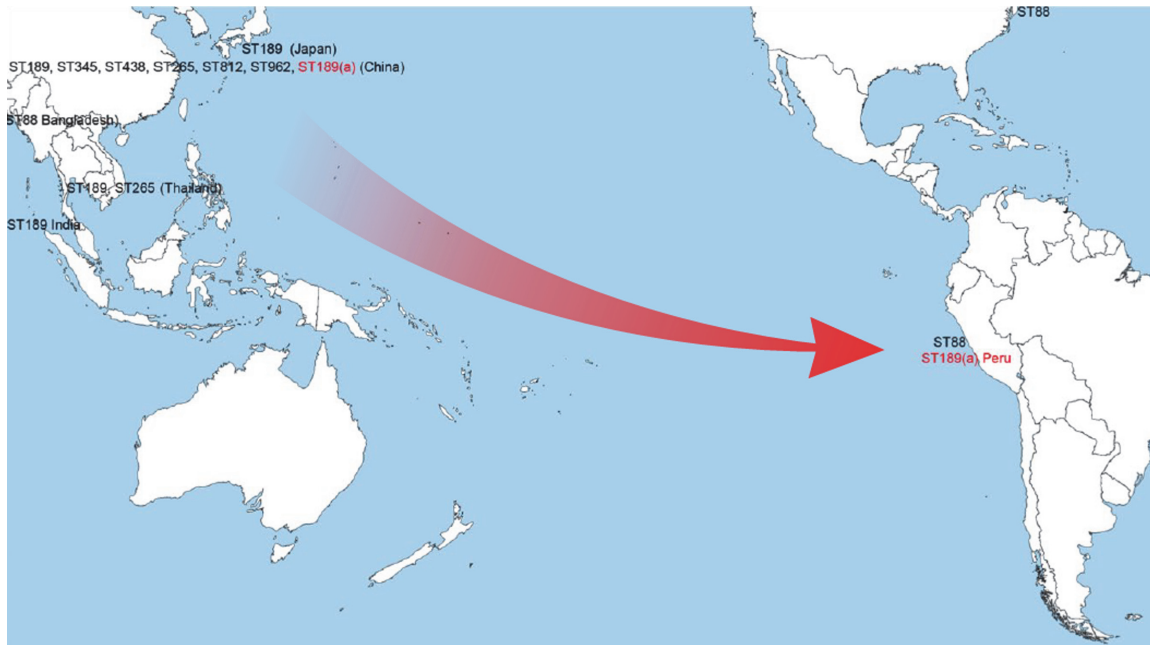 ST88
ST189 (Japan)
ST189, ST345, ST438, ST265, ST812, ST962, ST189(a) (China)
ST88 Bangladesh)
ST189, ST265 (Thailand)
ST189 India
ST88
ST189(a) Peru